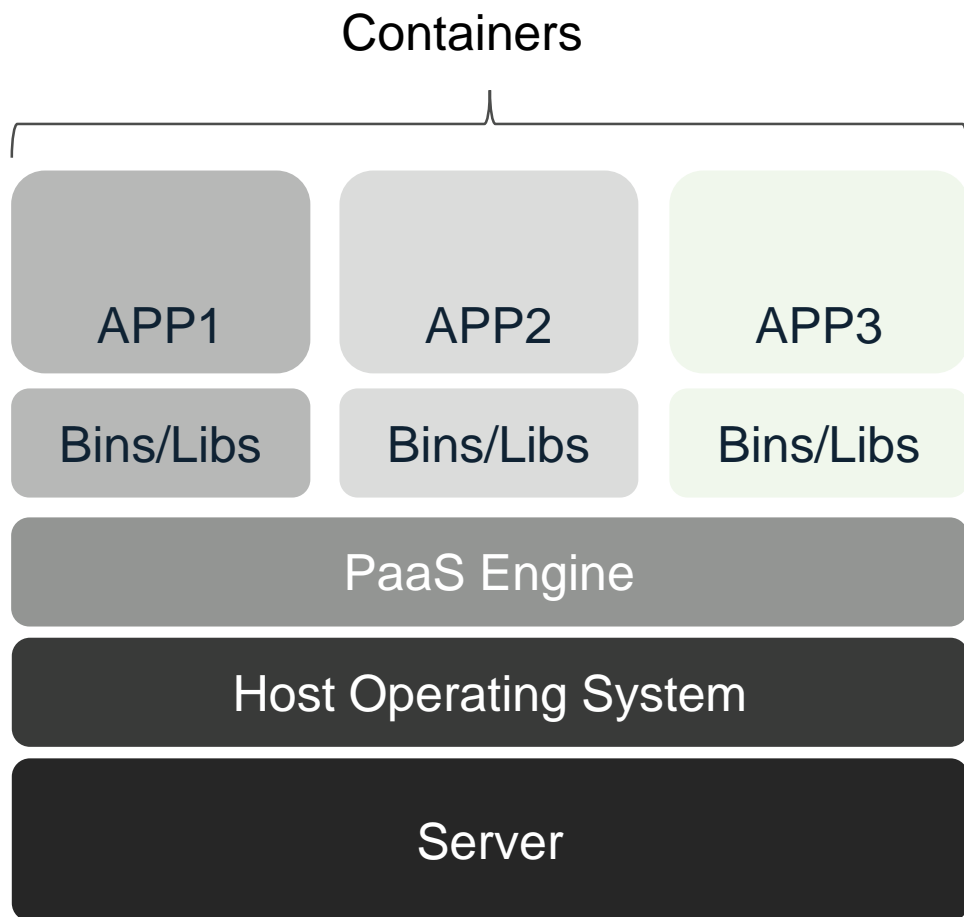 Containers
APP1
APP2
APP3
Bins/Libs
Bins/Libs
Bins/Libs
PaaS Engine
Host Operating System
Server